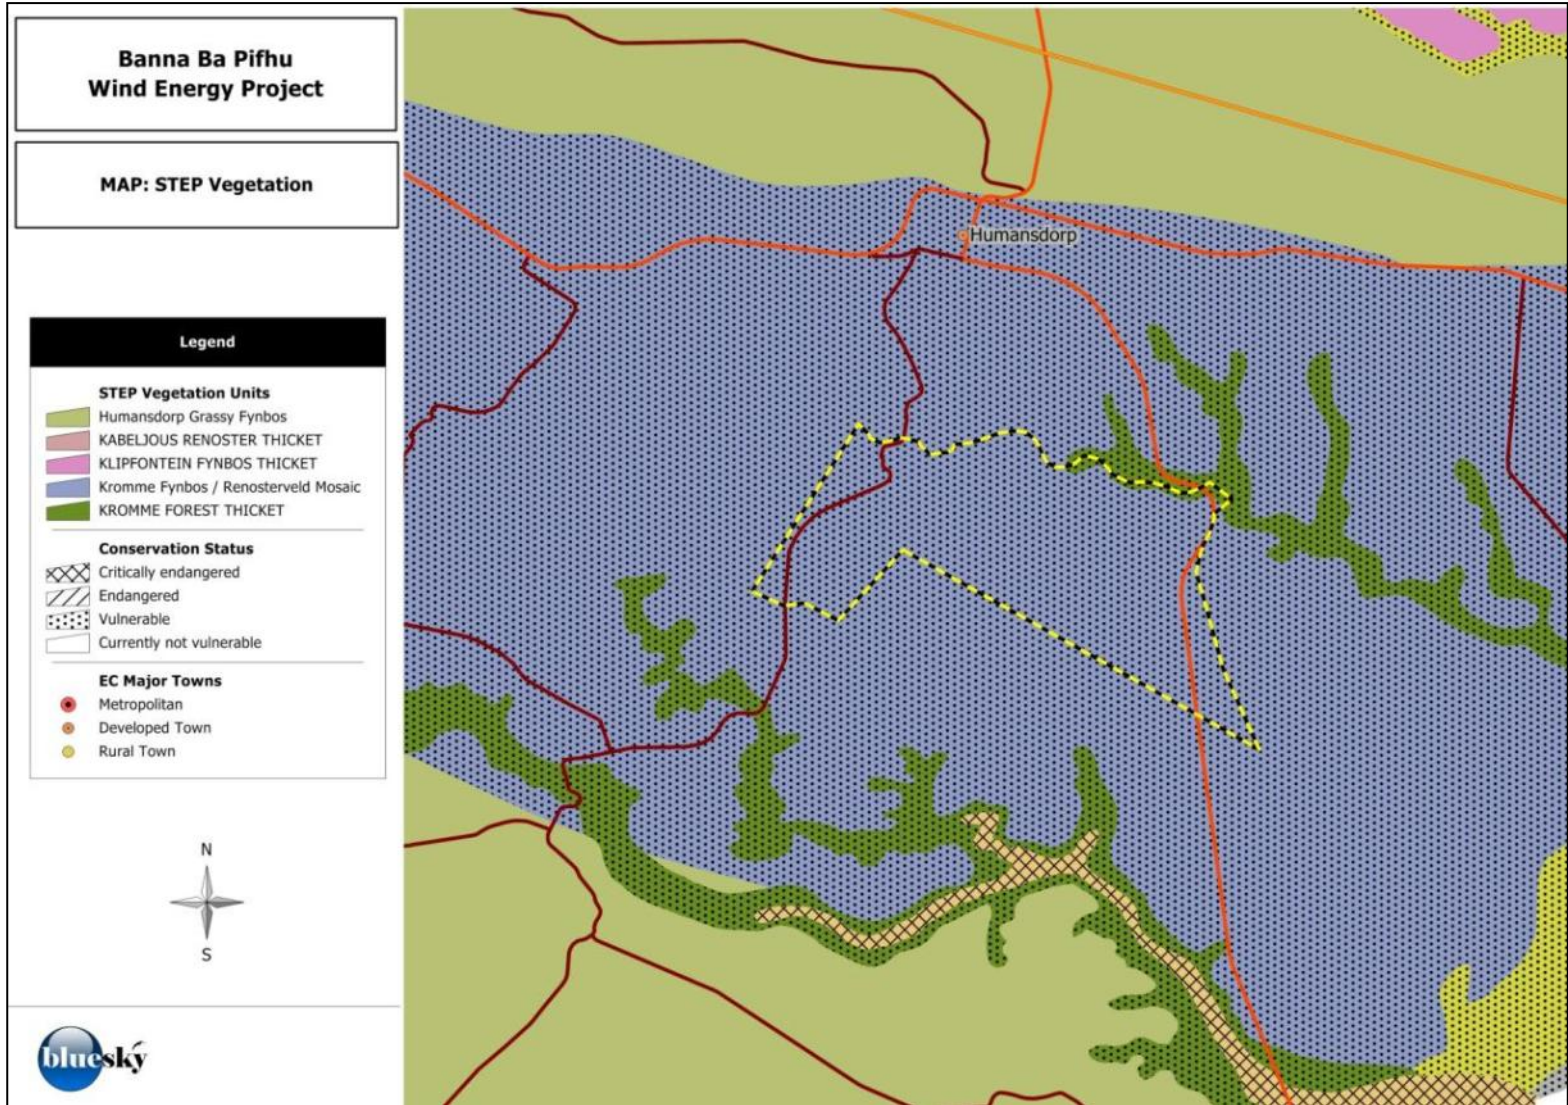 Banna Ba Pifhu
Wind Energy Project
MAP: STEP Vegetation
Legend
STEP Vegetation Units
Humansdorp Grassy Fynbos
KABELJOUS RENOSTER THICKET
KLIPFONTEIN FYNBOS THICKET
Kromme Fynbos / Renosterveld Mosaic
KROMME FOREST THICKET
Conservation Status
Critically endangered
Endangered
Vulnerable
Currently not vulnerable
EC Major Towns
Metropolitan
Developed Town
Rural Town
N
S
bluesky
Humansdorp